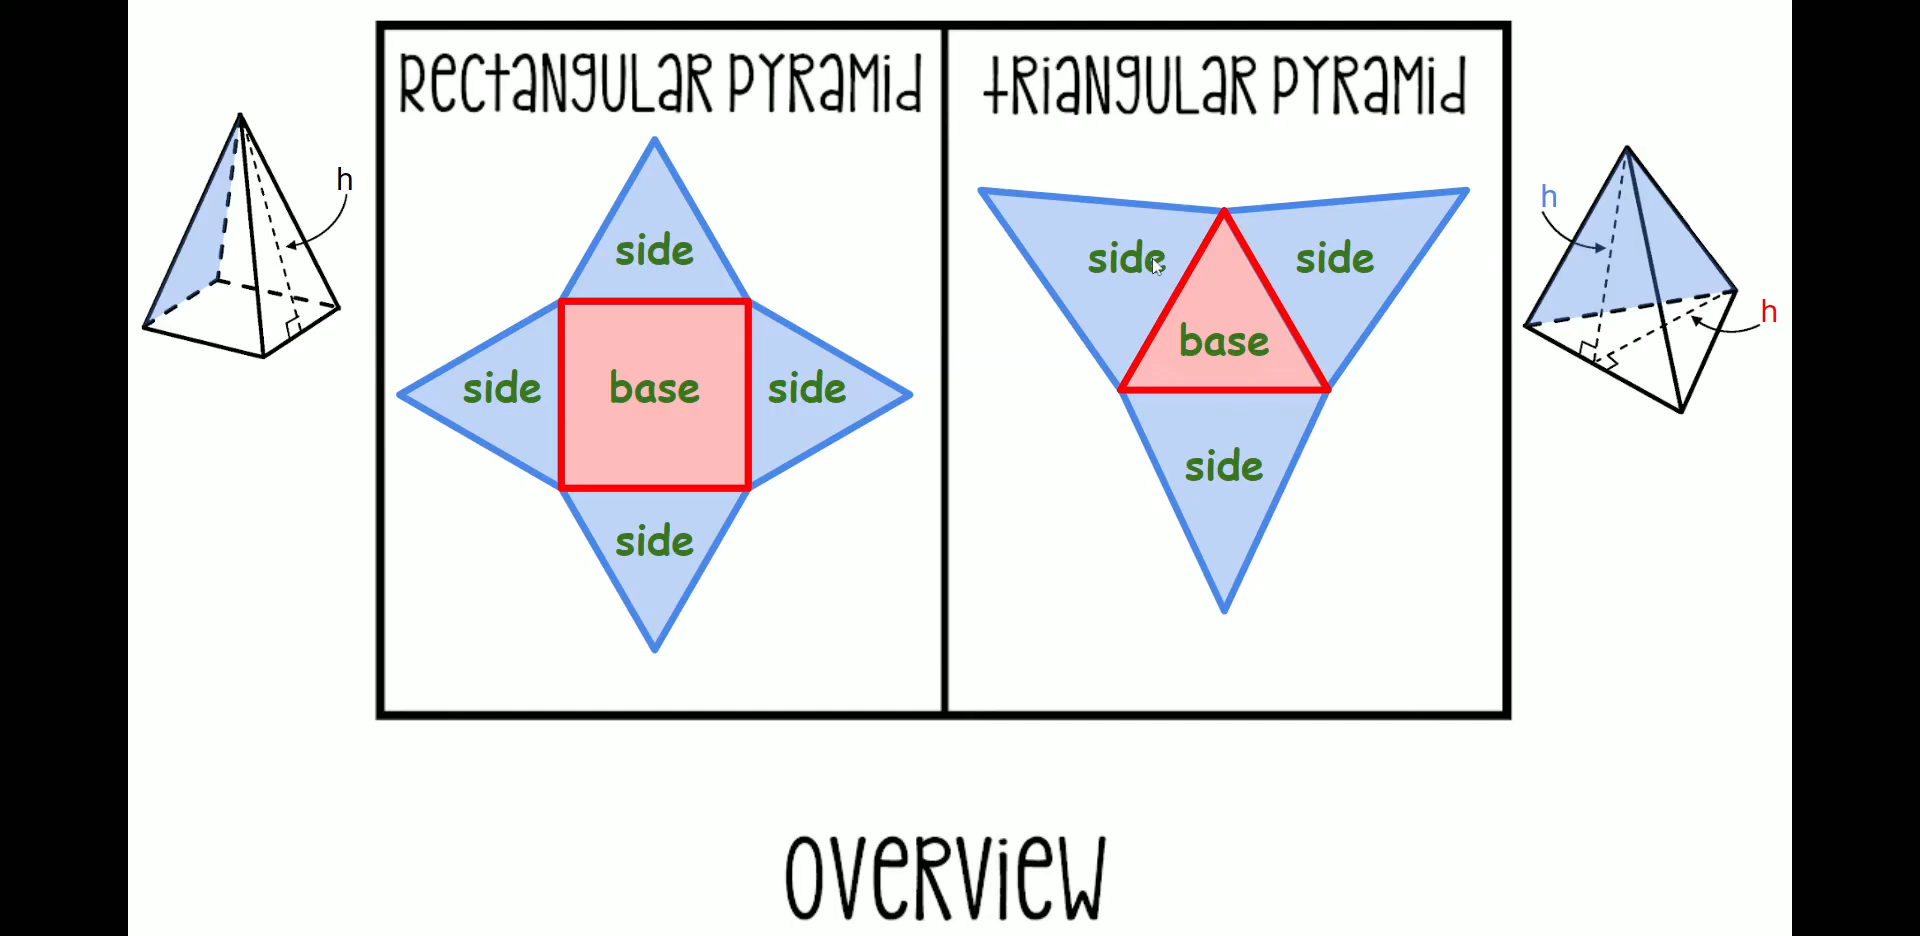 Rectangular Pyramid
side
side
base
side
side
h
Triangular Pyramid
side
side
base
side
h
h
Overview